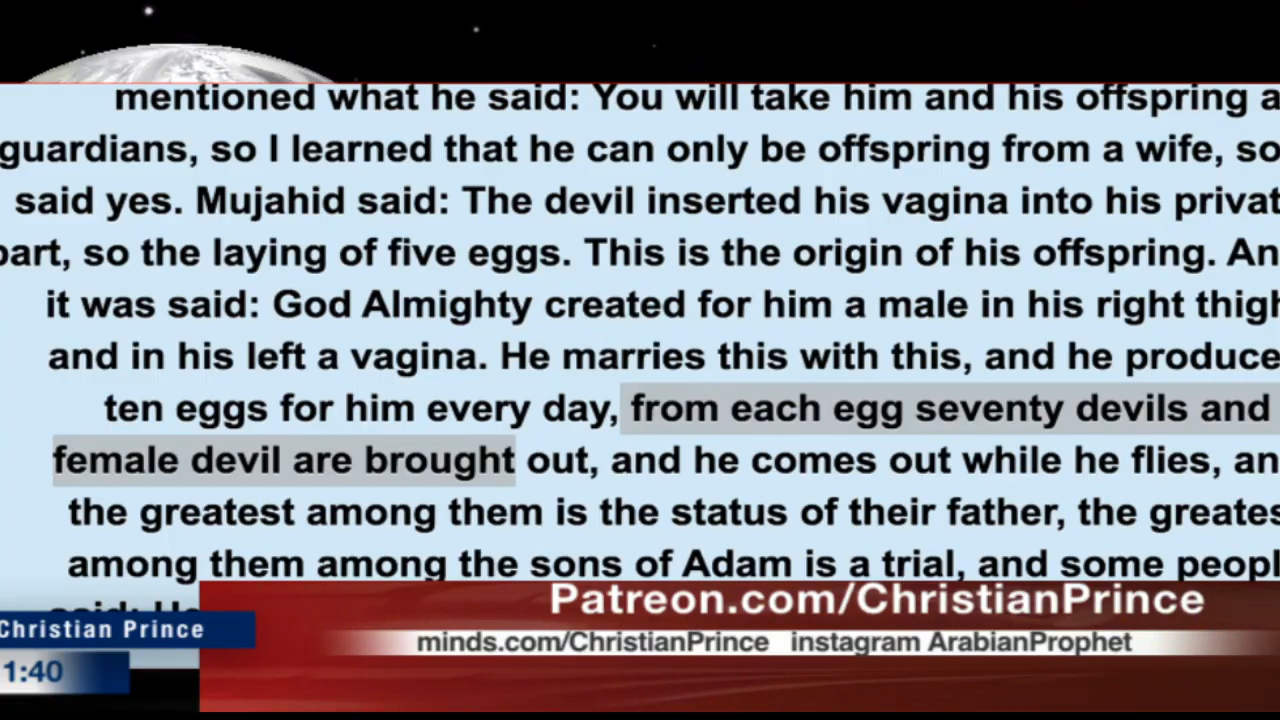 mentioned what he said: You will take him and his offspring a
guardians, so I learned that he can only be offspring from a wife, so
said yes. Mujahid said: The devil inserted his vagina into his privat
part, so the laying of five eggs. This is the origin of his offspring. An
it was said: God Almighty created for him a male in his right thigh
and in his left a vagina. He marries this with this, and he produce
ten eggs for him every day, from each egg seventy devils and
female devil are brought out, and he comes out while he flies, an
the greatest among them is the status of their father, the greates
among them among the sons of Adam is a trial, and some peopl
said: He
Patreon.com/ChristianPrince
Christian Prince
minds.com/ChristianPrince instagram ArabianProphet
1:40